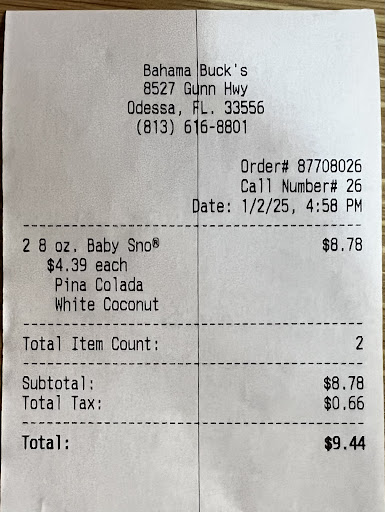 Bahama Buck's
8527 Gunn Hwy
Odessa, FL. 33556
(813) 616-8801
Order# 87708026
Call Number# 26
Date: 1/2/25, 4:58 PM
2 8 oz. Baby Sno® $8.78
$4.39 each
Pina Colada
White Coconut
Total Item Count: 2
Subtotal: $8.78
Total Tax: $0.66
Total: $9.44